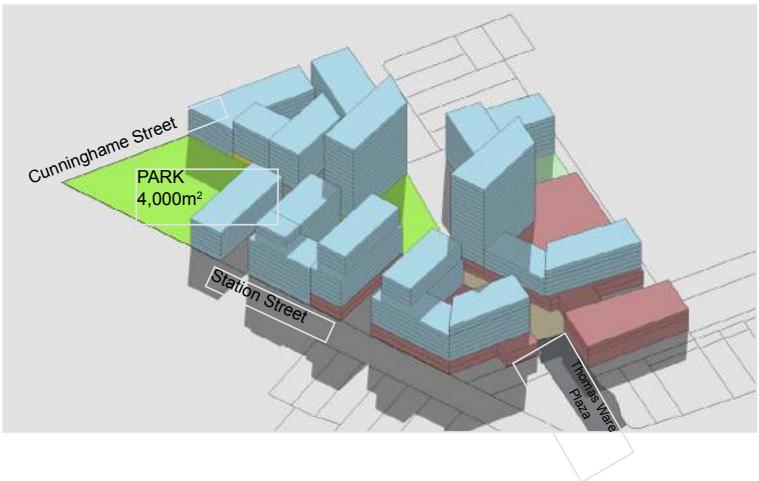 Cunninghame Street
PARK
4,000m²
Station Street
Thomas Ware
Plaza